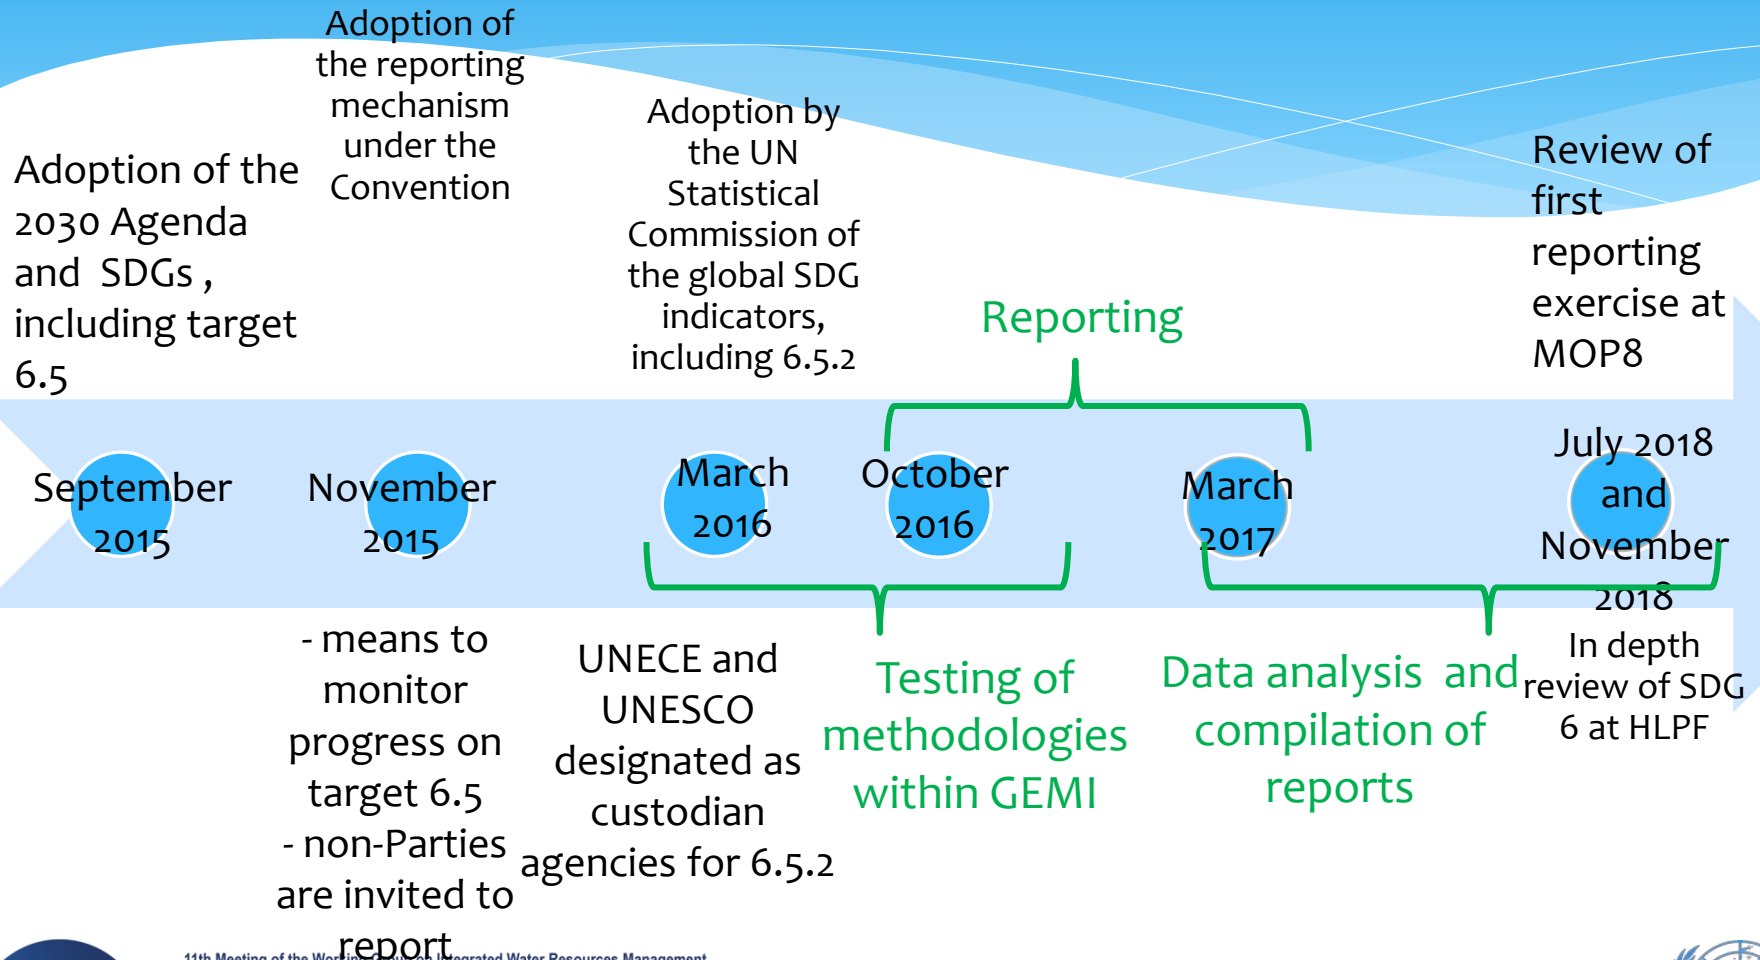 Adoption of the
2030 Agenda
and SDGs ,
including target
6.5
Adoption of
the reporting
mechanism
under the
Convention
Adoption by
the UN
Statistical
Commission of
the global SDG
indicators,
including 6.5.2
Reporting
Review of
first
reporting
exercise at
MOP8
September
2015
November
2015
March
2016
October
2016
March
2017
July 2018
and
November
2018
- means to
monitor
progress on
target 6.5
- non-Parties
are invited to
report
UNECE and
UNESCO
designated as
custodian
agencies for 6.5.2
Testing of
methodologies
within GEMI
Data analysis and
compilation of
reports
In depth
review of SDG
6 at HLPF
11th Meeting of the Working Group on Integrated Water Resources Management